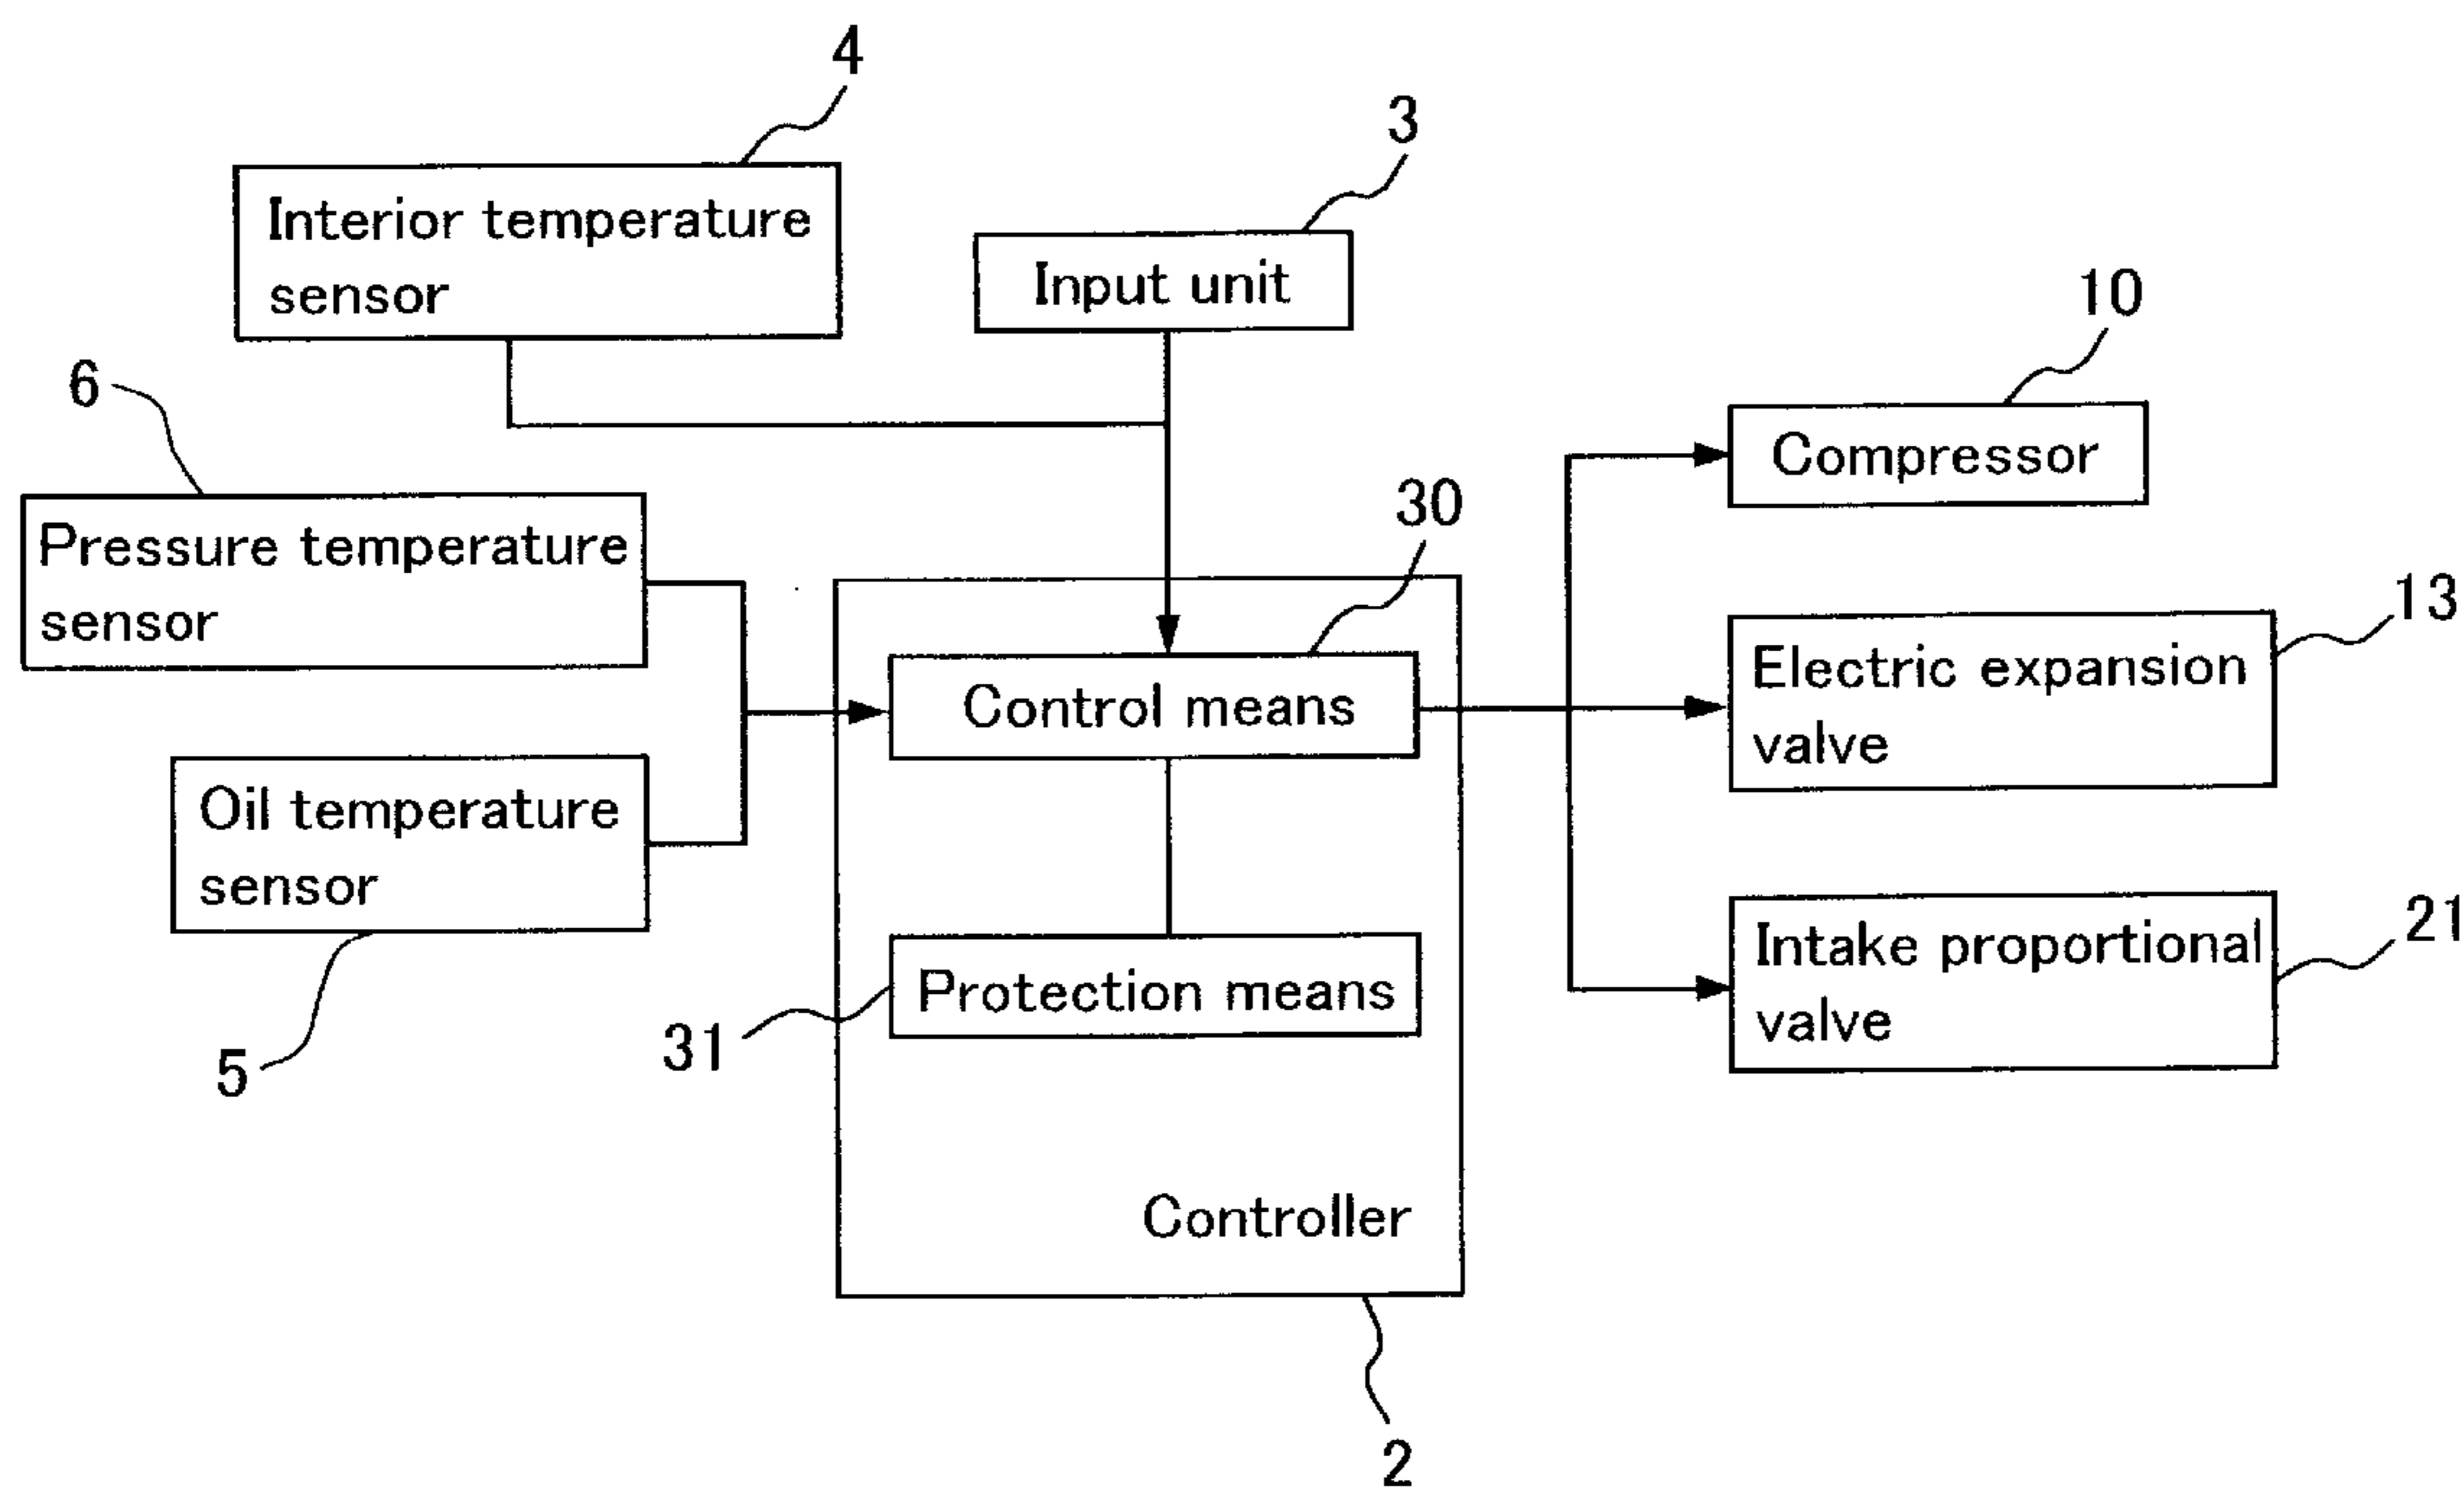 4
3
Interior temperature
sensor
Input unit
10
6
Compressor
30
Pressure temperature
sensor
13
Electric expansion
valve
Control means
Oil temperature
sensor
21
Intake proportional
valve
Protection means
31
5
Controller
2